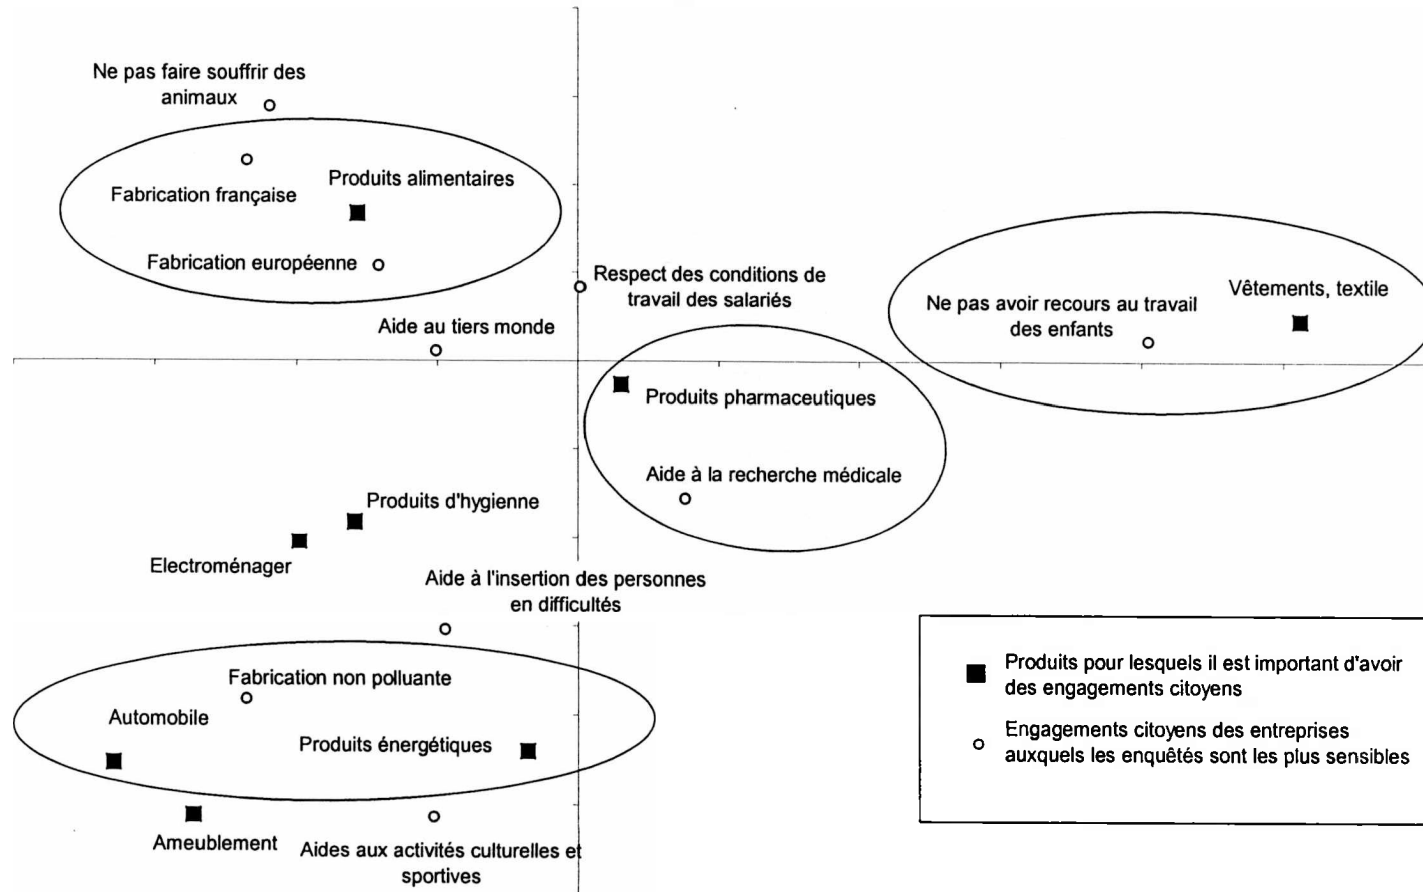 Ne pas faire souffrir des
animaux
Fabrication française
Produits alimentaires
Fabrication européenne
Respect des conditions de
travail des salariés
Aide au tiers monde
Ne pas avoir recours au travail
des enfants
Vêtements, textile
Produits pharmaceutiques
Aide à la recherche médicale
Produits d'hygienne
Electroménager
Aide à l'insertion des personnes
en difficultés
Fabrication non polluante
Automobile
Produits énergétiques
Ameublement
Aides aux activités culturelles et
sportives
Produits pour lesquels il est important d'avoir
des engagements citoyens
Engagements citoyens des entreprises
auxquels les enquêtés sont les plus sensibles